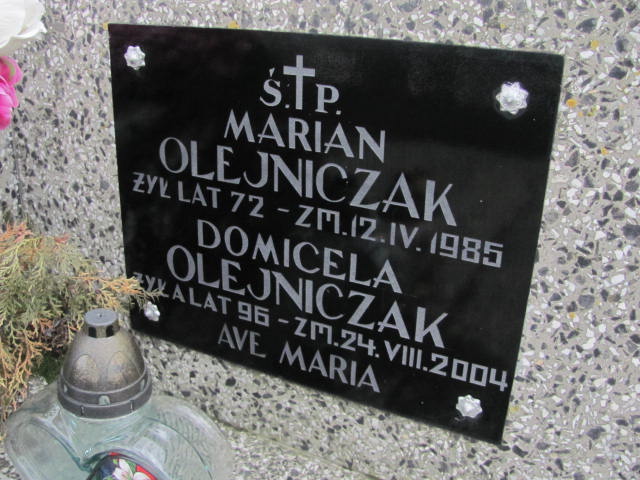 Ś.†P.
MARIAN
OLEJNICZAK
ŻYŁ LAT 72 - ZM. 12. IV. 1985
DOMICELA
OLEJNICZAK
ŻYŁA LAT 96 - ZM. 24. VIII. 2004
AVE MARIA